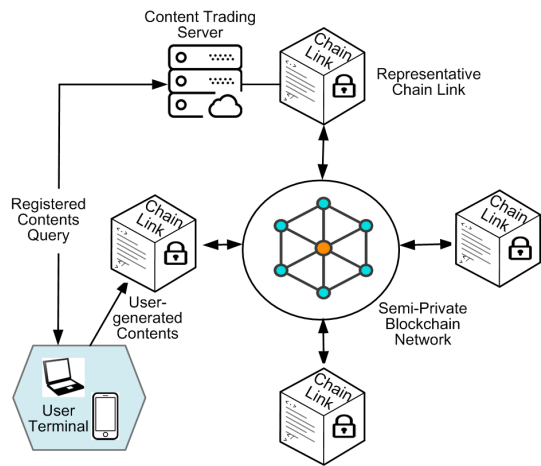 Content Trading
Server
Chain
Link
Representative
Chain Link
Registered
Contents
Query
Chain
Link
Chain
Link
User-
generated
Contents
Semi-Private
Blockchain
Network
User
Terminal
Chain
Link